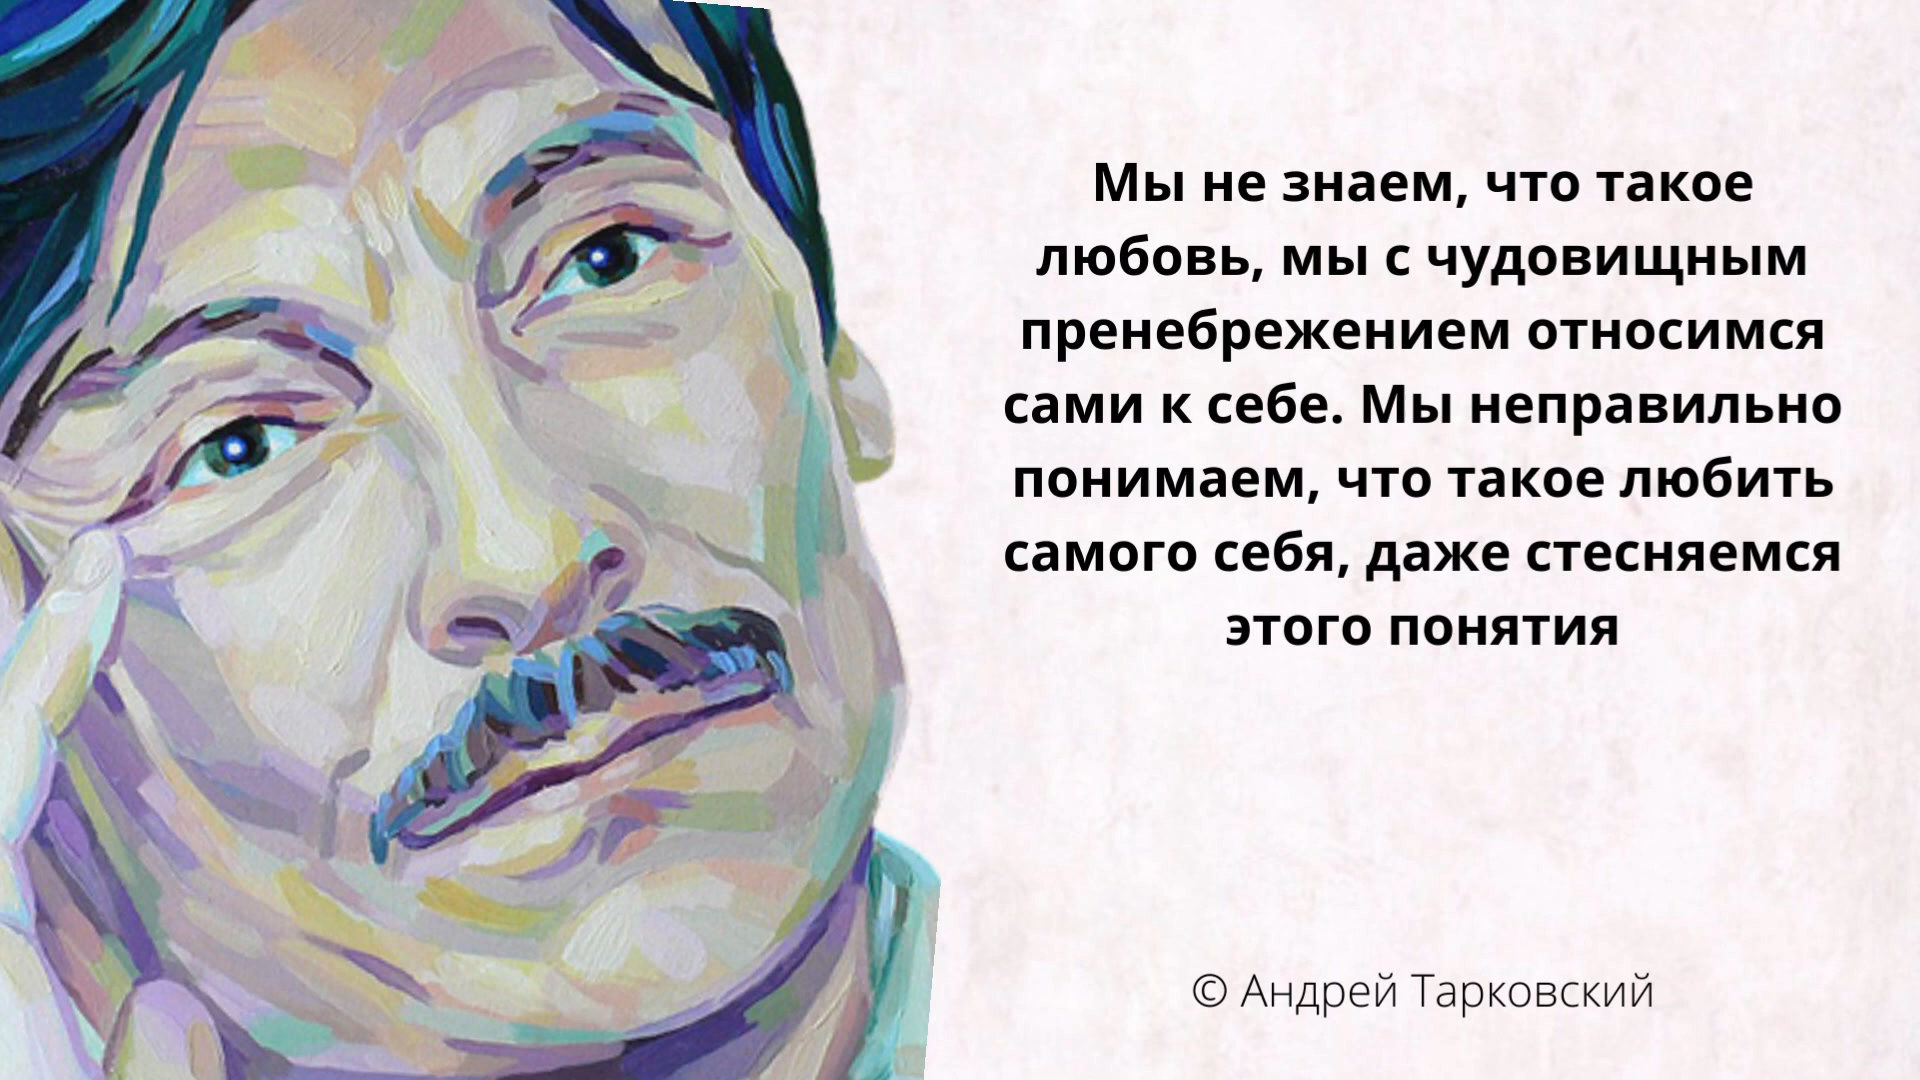 Мы не знаем, что такое
любовь, мы с чудовищным
пренебрежением относимся
сами к себе. Мы неправильно
понимаем, что такое любить
самого себя, даже стесняемся
этого понятия
© Андрей Тарковский